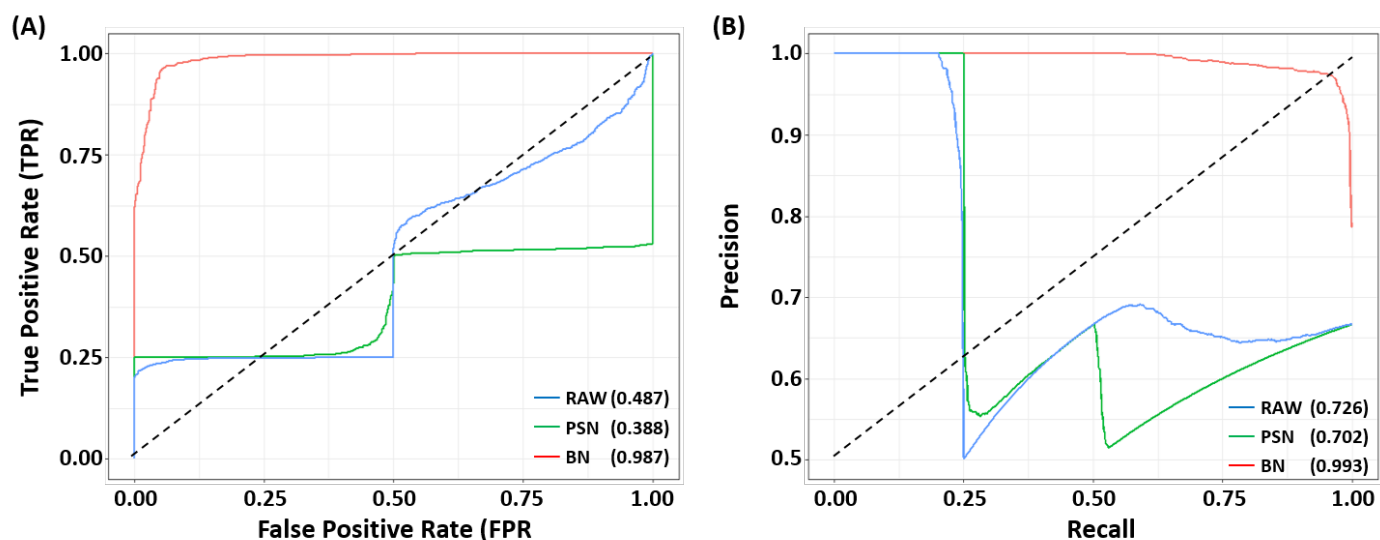 (A)
True Positive Rate (TPR)
1.00
0.75
0.50
0.25
0.00
RAW (0.487)
PSN (0.388)
BN (0.987)
0.00 0.25 0.50 0.75 1.00
False Positive Rate (FPR
(B)
Precision
1.0
0.9
0.8
0.7
0.6
0.5
RAW (0.726)
PSN (0.702)
BN (0.993)
0.00 0.25 0.50 0.75 1.00
Recall